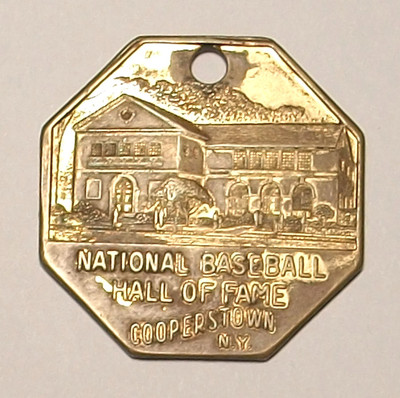 NATIONAL BASEBALL
HALL OF FAME
COOPERSTOWN,
N.Y.